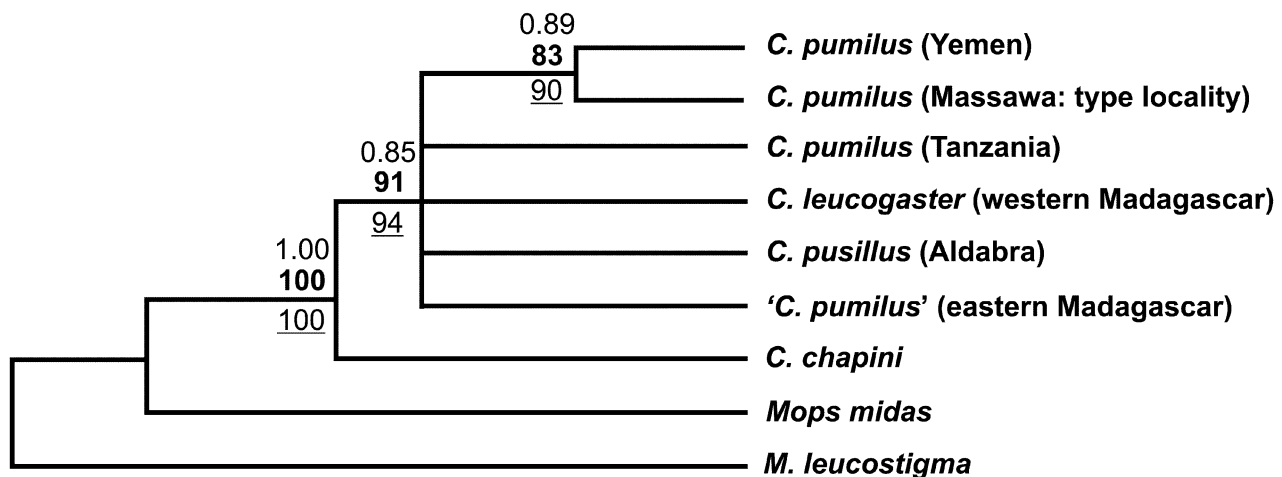 0.89
83
90
C. pumilus (Yemen)
C. pumilus (Massawa: type locality)
0.85
91
94
C. pumilus (Tanzania)
C. leucogaster (western Madagascar)
1.00
100
100
C. pusillus (Aldabra)
‘C. pumilus’ (eastern Madagascar)
C. chapini
Mops midas
M. leucostigma